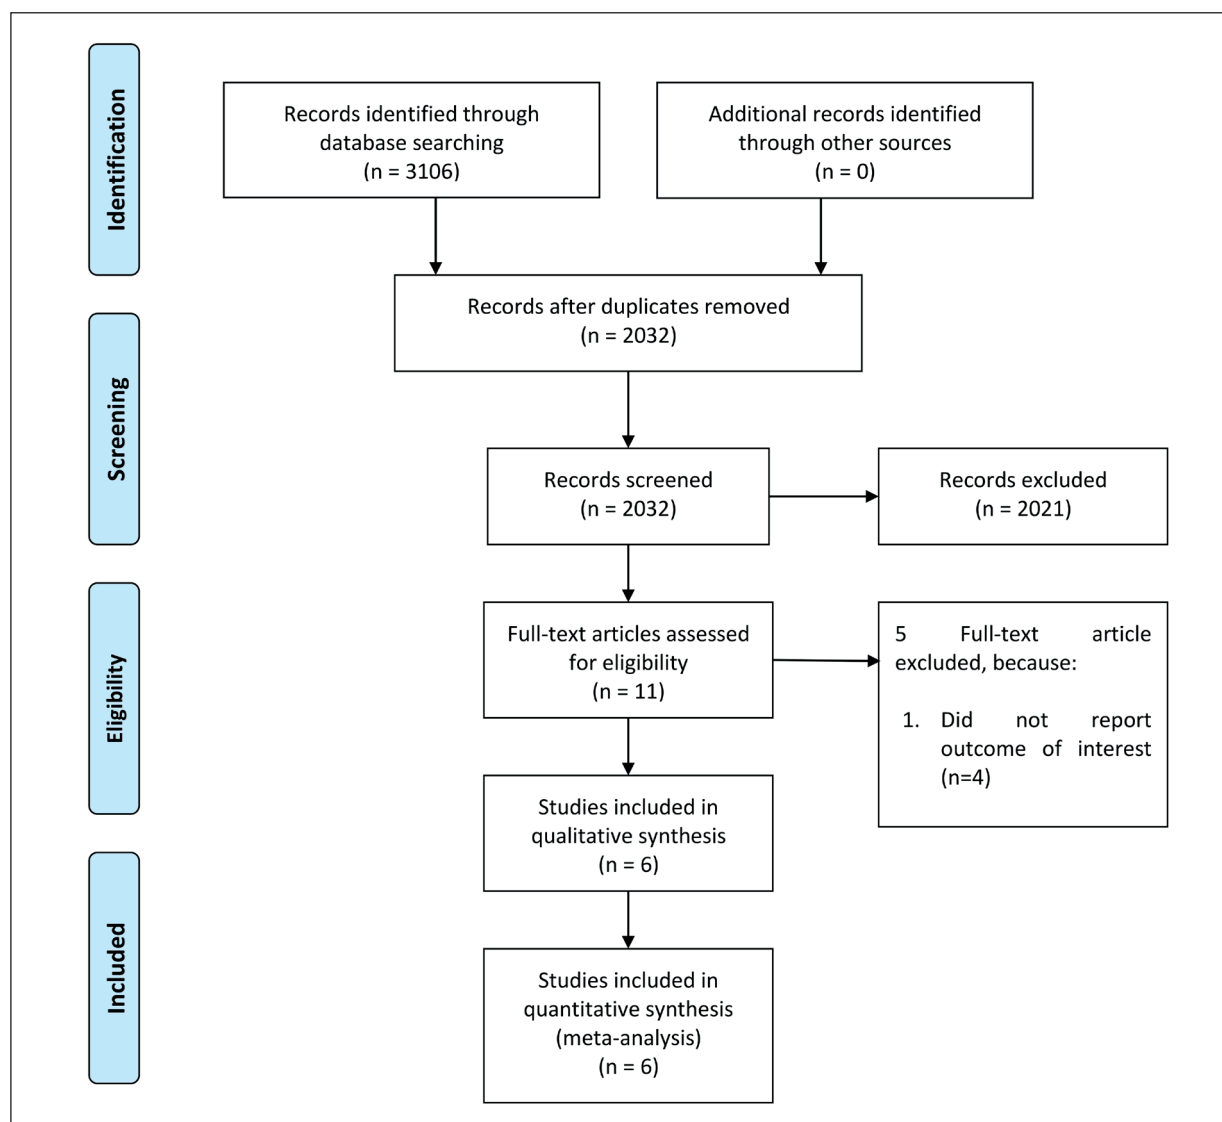 Identification
Records identified through
database searching
(n = 3106)
Additional records identified
through other sources
(n = 0)
Records after duplicates removed
(n = 2032)
Screening
Records screened
(n = 2032)
Records excluded
(n = 2021)
Eligibility
Full-text articles assessed
for eligibility
(n = 11)
5 Full-text article
excluded, because:
1. Did not report
outcome of interest
(n=4)
Studies included in
qualitative synthesis
(n = 6)
Included
Studies included in
quantitative synthesis
(meta-analysis)
(n = 6)